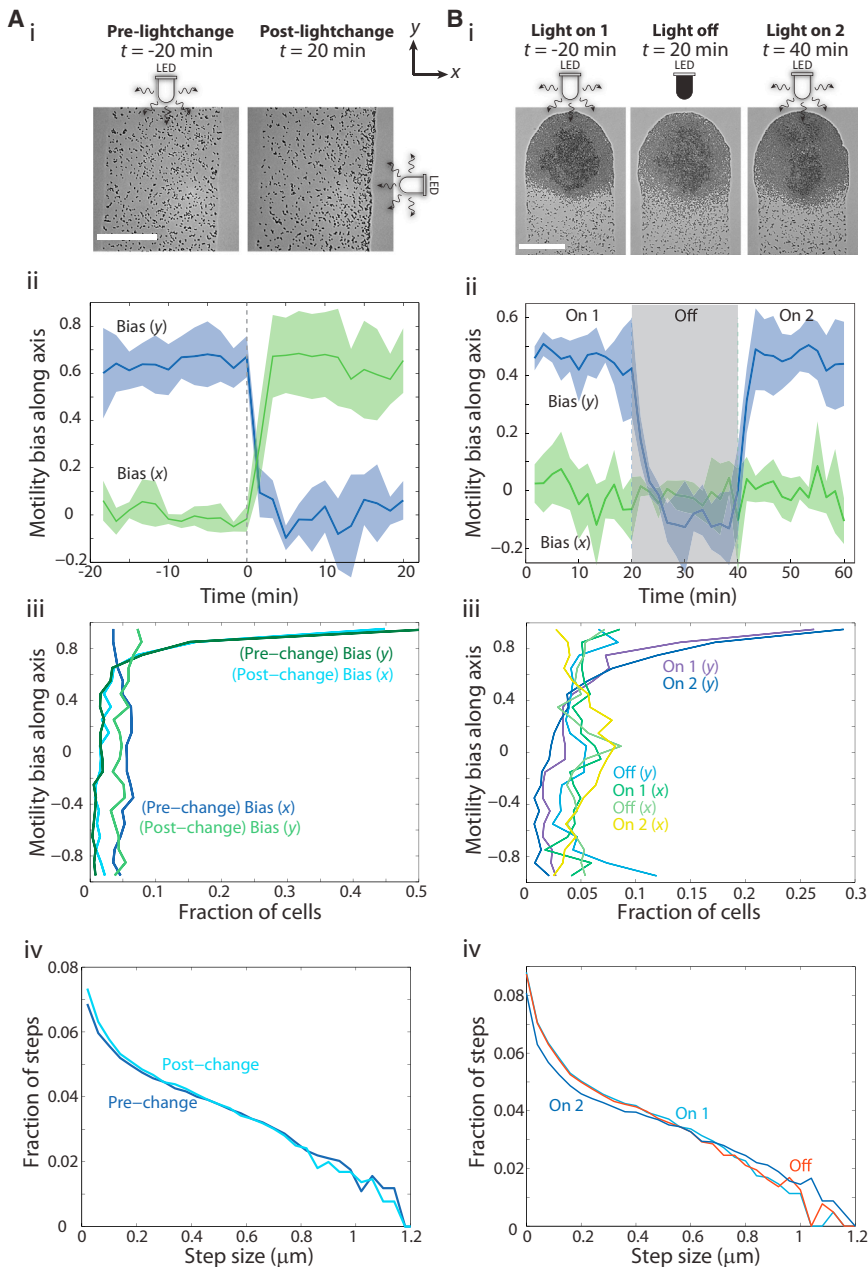 A
i
Pre-lightchange
t = -20 min
LED
Post-lightchange
t = 20 min
LED
y
x
ii
Motility bias along axis
0.8
0.6
0.4
0.2
0
−0.2
Bias (y)
Bias (x)
-20
-10
0
10
20
Time (min)
iii
Motility bias along axis
0.8
0.4
0
−0.4
−0.8
(Pre−change) Bias (y)
(Post−change) Bias (x)
(Pre−change) Bias (x)
(Post−change) Bias (y)
0
0.1
0.2
0.3
0.4
0.5
Fraction of cells
iv
Fraction of steps
0.08
0.06
0.04
0.02
0
Post−change
Pre−change
0
0.2
0.4
0.6
0.8
1
1.2
Step size (μm)
B
i
Light on 1
t = -20 min
LED
Light off
t = 20 min
LED
Light on 2
t = 40 min
LED
ii
Motility bias along axis
0.6
0.4
0.2
0
−0.2
On 1
Off
On 2
Bias (y)
Bias (x)
0
10
20
30
40
50
60
Time (min)
iii
Motility bias along axis
0.8
0.4
0
−0.4
−0.8
On 1 (y)
On 2 (y)
Off (y)
On 1 (x)
Off (x)
On 2 (x)
0
0.05
0.1
0.15
0.2
0.25
0.3
Fraction of cells
iv
Fraction of steps
0.08
0.06
0.04
0.02
0
On 2
On 1
Off
0
0.2
0.4
0.6
0.8
1
1.2
Step size (μm)